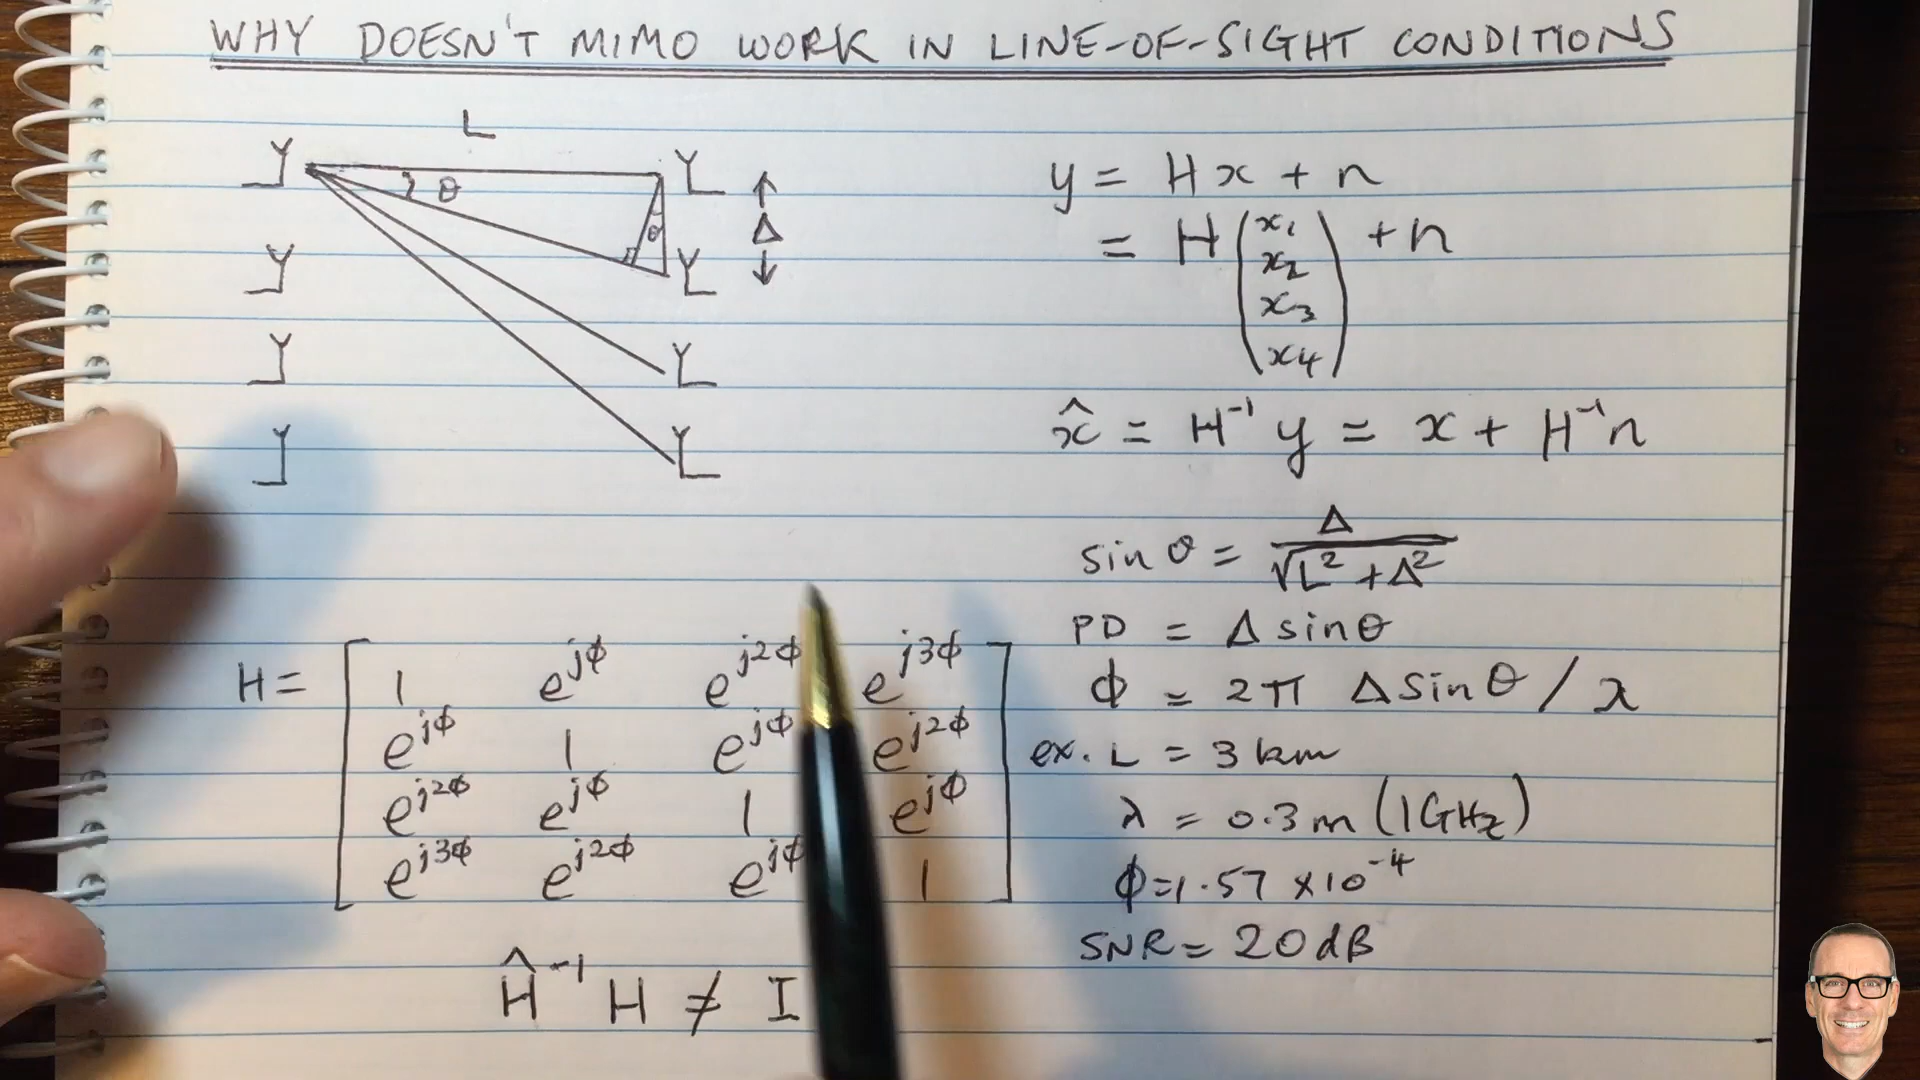 WHY DOESN'T MIMO WORK IN LINE-OF-SIGHT CONDITIONS
L
θ
θ
Δ
y = Hx + n
= H (x1 x2 x3 x4) + n
x̂ = H⁻¹ y = x + H⁻¹n
sin θ = Δ / √L² + Δ²
PD = Δ sin θ
ϕ = 2π Δ sin θ / λ
ex. L = 3 km
λ = 0.3 m (1GHz)
ϕ = 1.57 × 10⁻⁴
SNR = 20 dB
H = [ 1 e^jϕ e^j2ϕ e^j3ϕ
e^jϕ 1 e^jϕ e^j2ϕ
e^j2ϕ e^jϕ 1 e^jϕ
e^j3ϕ e^j2ϕ e^jϕ 1 ]
Ĥ⁻¹ H ≠ I